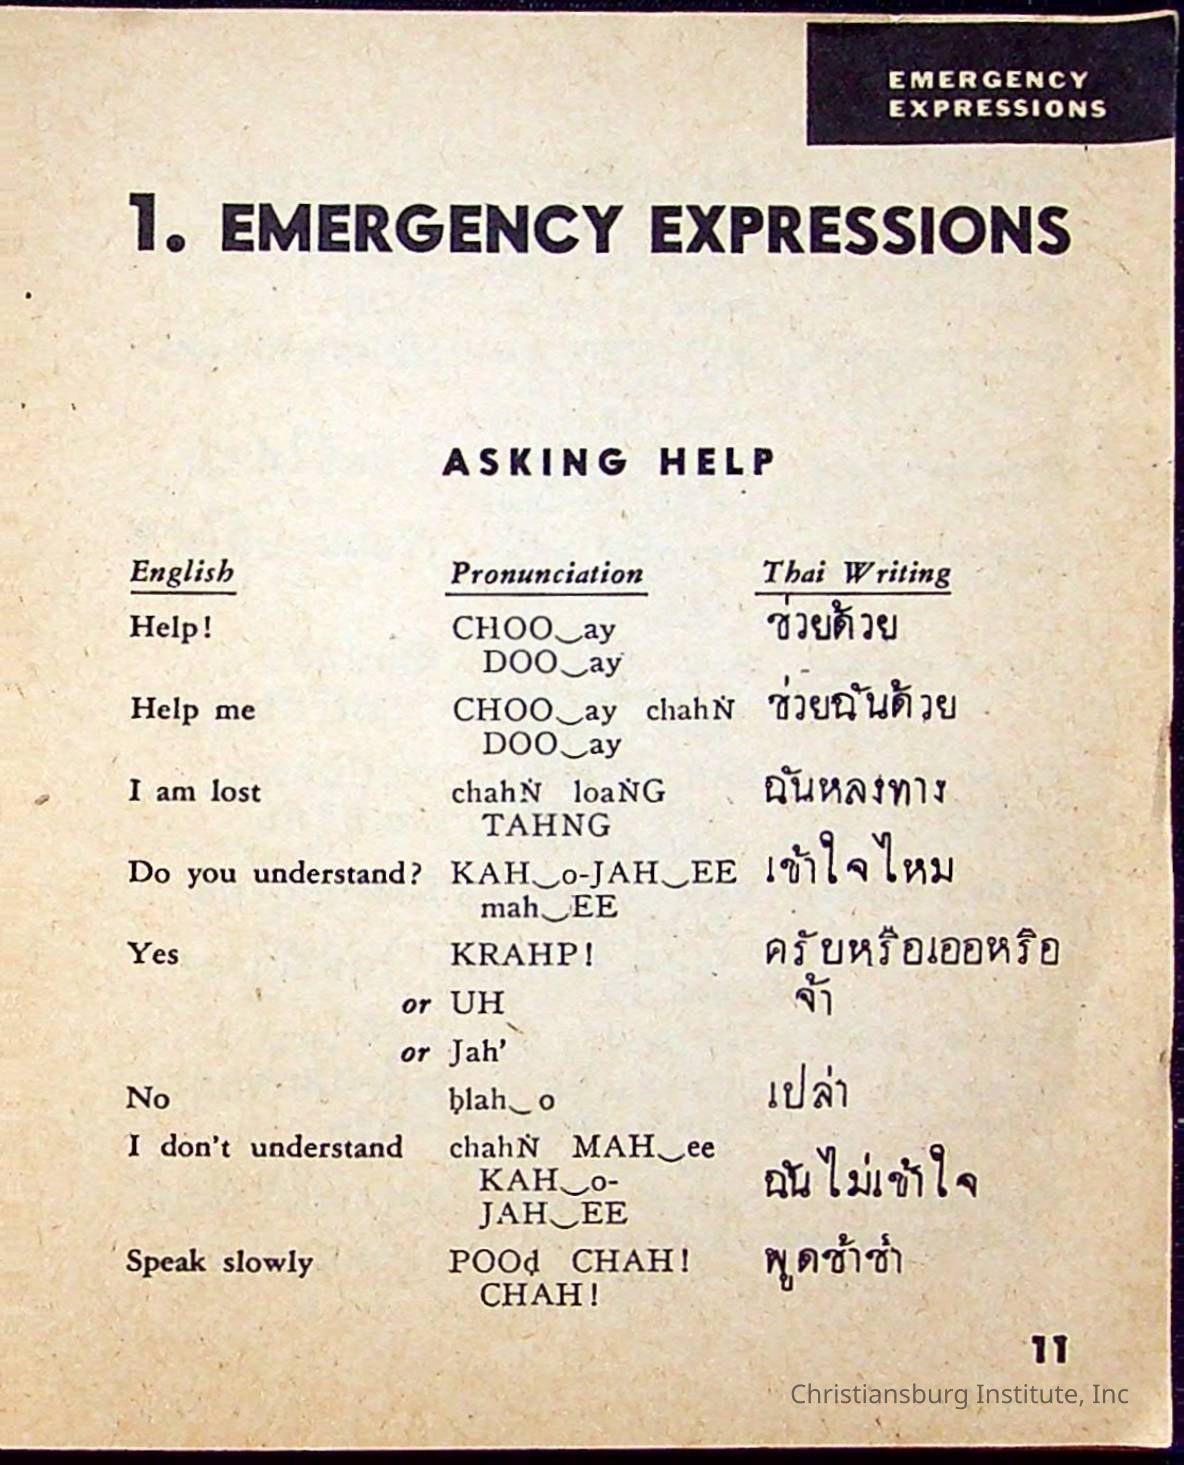 EMERGENCY
EXPRESSIONS
1. EMERGENCY EXPRESSIONS
ASKING HELP
English Pronunciation Thai Writing
Help! CHOO‿ay ช่วยด้วย
DOO‿ay
Help me CHOO‿ay chahṄ ช่วยฉันด้วย
DOO‿ay
I am lost chahṄ loaṄG ฉันหลงทาง
TAHNG
Do you understand? KAH‿o-JAH‿EE เข้าใจไหม
mah‿EE
Yes KRAHP! ครับหรือเออหรือ
or UH จ้า
or Jah'
No ḅlah‿o เปล่า
I don't understand chahṄ MAH‿ee
KAH‿o- ฉันไม่เข้าใจ
JAH‿EE
Speak slowly POOḍ CHAH! พูดช้าช้า
CHAH!
11
Christiansburg Institute, Inc